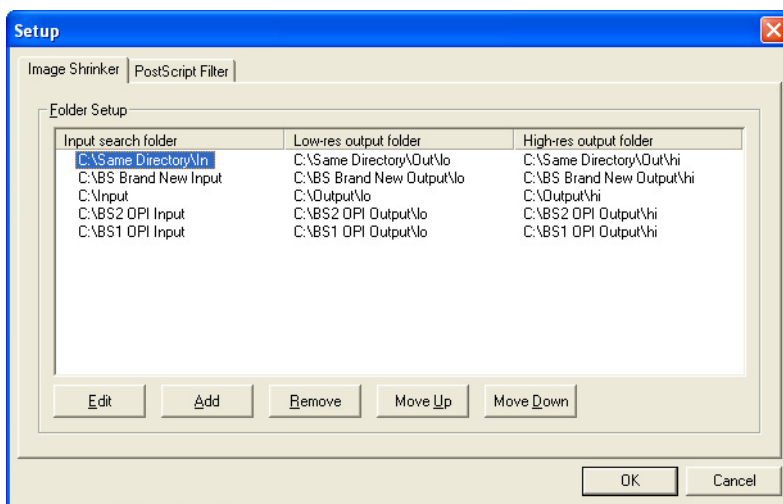 Setup
Image Shrinker PostScript Filter
Folder Setup
Input search folder Low-res output folder High-res output folder
C:\Same Directory\In C:\Same Directory\Out\lo C:\Same Directory\Out\hi
C:\BS Brand New Input C:\BS Brand New Output\lo C:\BS Brand New Output\hi
C:\Input C:\Output\lo C:\Output\hi
C:\BS2 OPI Input C:\BS2 OPI Output\lo C:\BS2 OPI Output\hi
C:\BS1 OPI Input C:\BS1 OPI Output\lo C:\BS1 OPI Output\hi
Edit Add Remove Move Up Move Down
OK Cancel